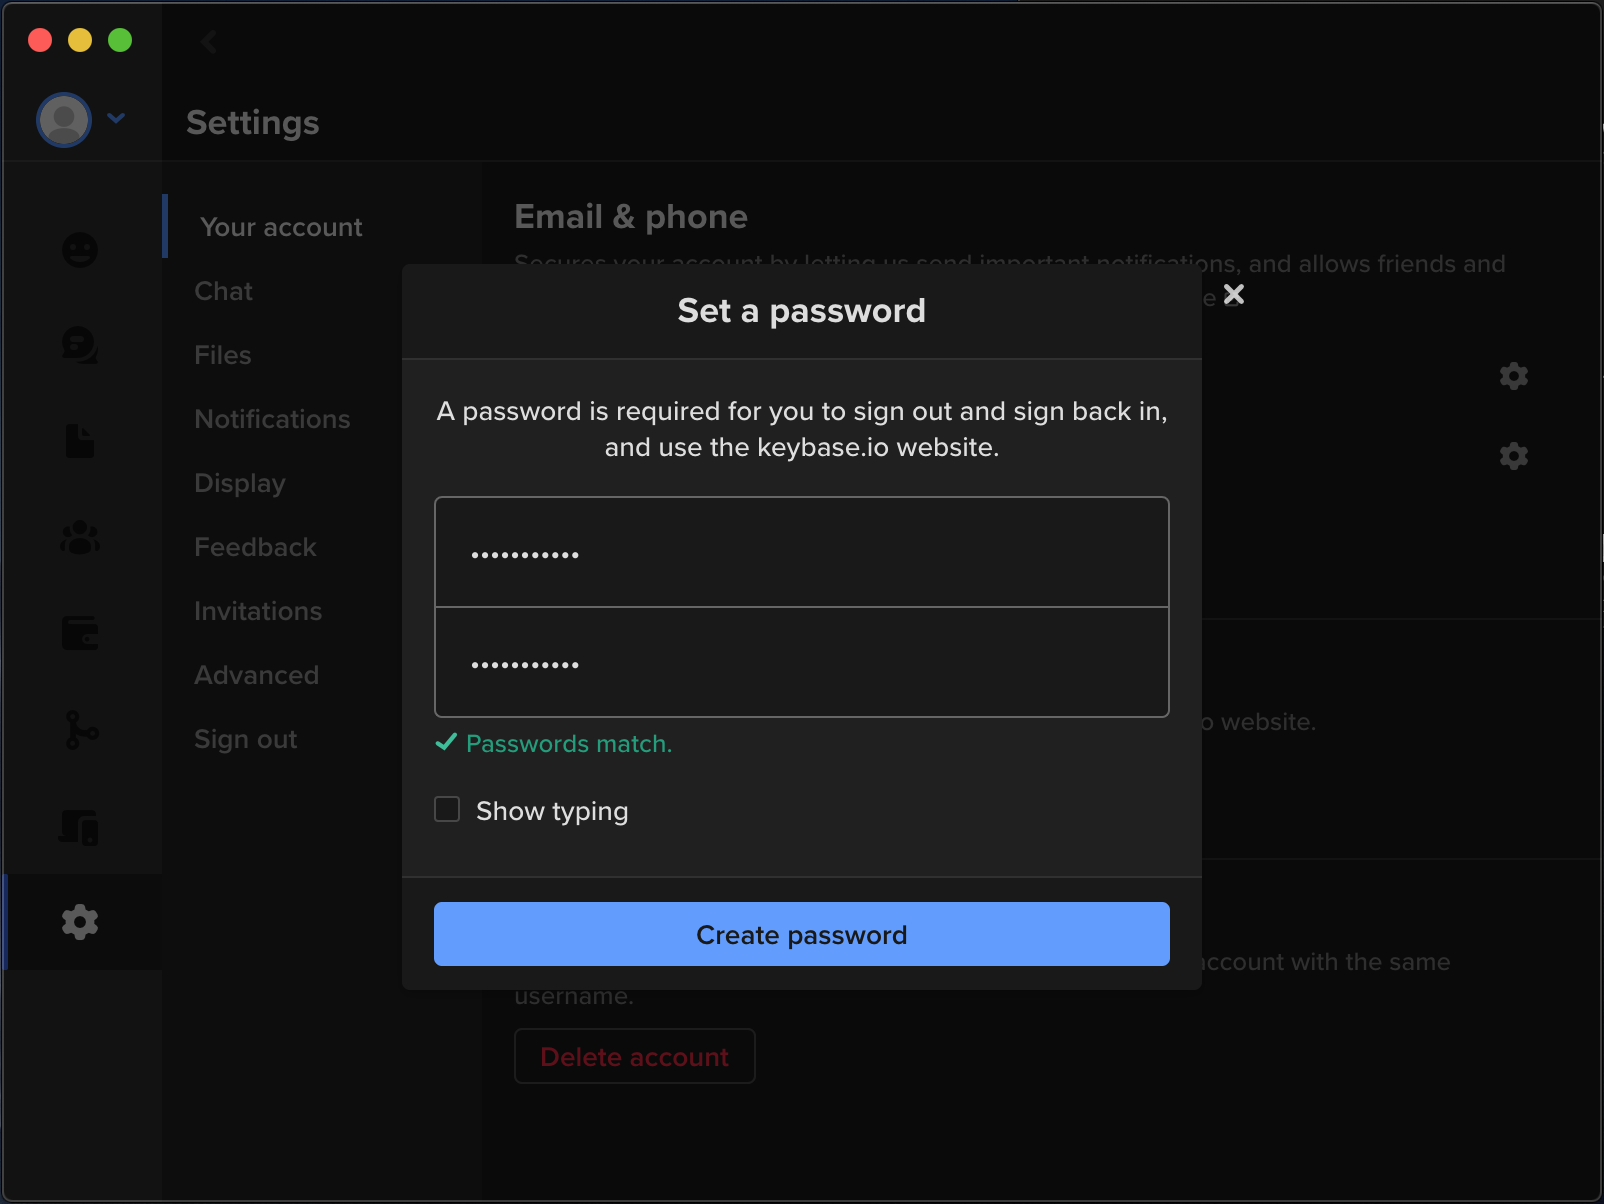 Settings
Your account
Chat
Files
Notifications
Display
Feedback
Invitations
Advanced
Sign out
Email & phone
Secures your account by letting us send important notifications, and allows friends and
Set a password
A password is required for you to sign out and sign back in,
and use the keybase.io website.
•••••••••••
•••••••••••
Passwords match.
Show typing
Create password
website.
account with the same
username.
Delete account